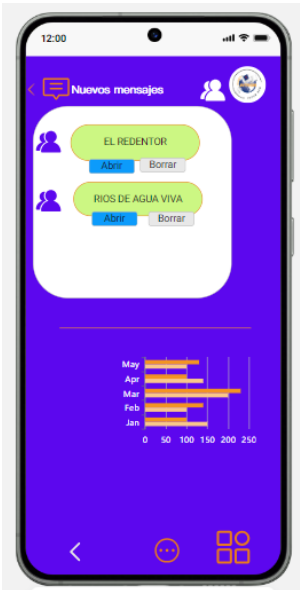 12:00
Nuevos mensajes
EL REDENTOR
Abrir Borrar
RIOS DE AGUA VIVA
Abrir Borrar
May
Apr
Mar
Feb
Jan
0 50 100 150 200 250